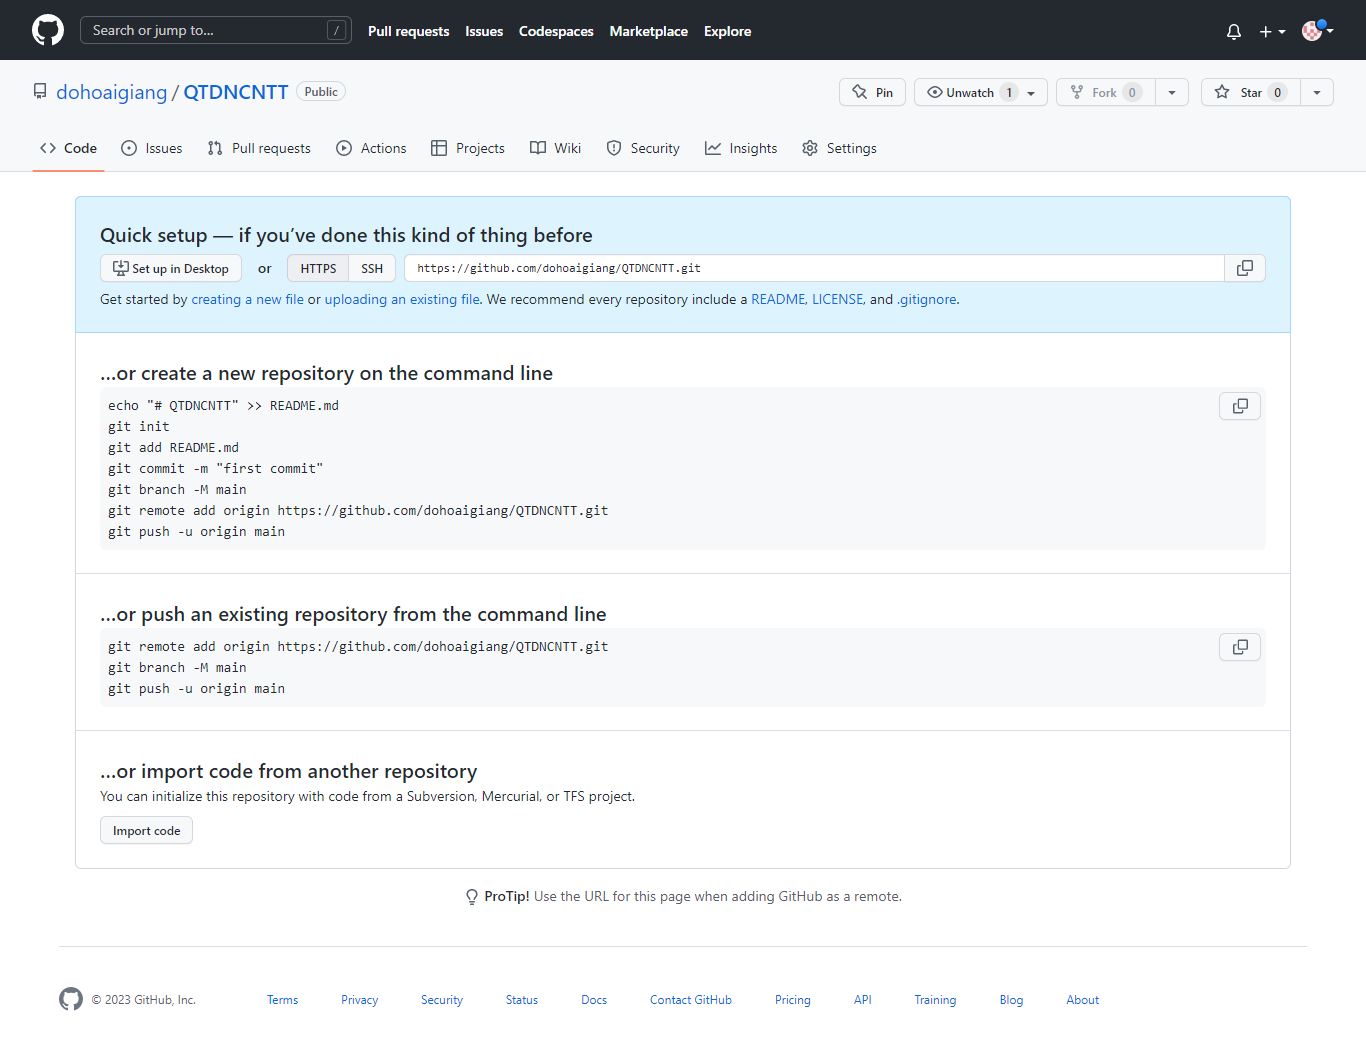 Search or jump to... / Pull requests Issues Codespaces Marketplace Explore
dohoaigiang / QTDNCNTT Public Pin Unwatch 1 Fork 0 Star 0
Code Issues Pull requests Actions Projects Wiki Security Insights Settings
Quick setup — if you’ve done this kind of thing before
Set up in Desktop or HTTPS SSH https://github.com/dohoaigiang/QTDNCNTT.git
Get started by creating a new file or uploading an existing file. We recommend every repository include a README, LICENSE, and .gitignore.
…or create a new repository on the command line
echo "# QTDNCNTT" >> README.md
git init
git add README.md
git commit -m "first commit"
git branch -M main
git remote add origin https://github.com/dohoaigiang/QTDNCNTT.git
git push -u origin main
…or push an existing repository from the command line
git remote add origin https://github.com/dohoaigiang/QTDNCNTT.git
git branch -M main
git push -u origin main
…or import code from another repository
You can initialize this repository with code from a Subversion, Mercurial, or TFS project.
Import code
ProTip! Use the URL for this page when adding GitHub as a remote.
© 2023 GitHub, Inc. Terms Privacy Security Status Docs Contact GitHub Pricing API Training Blog About